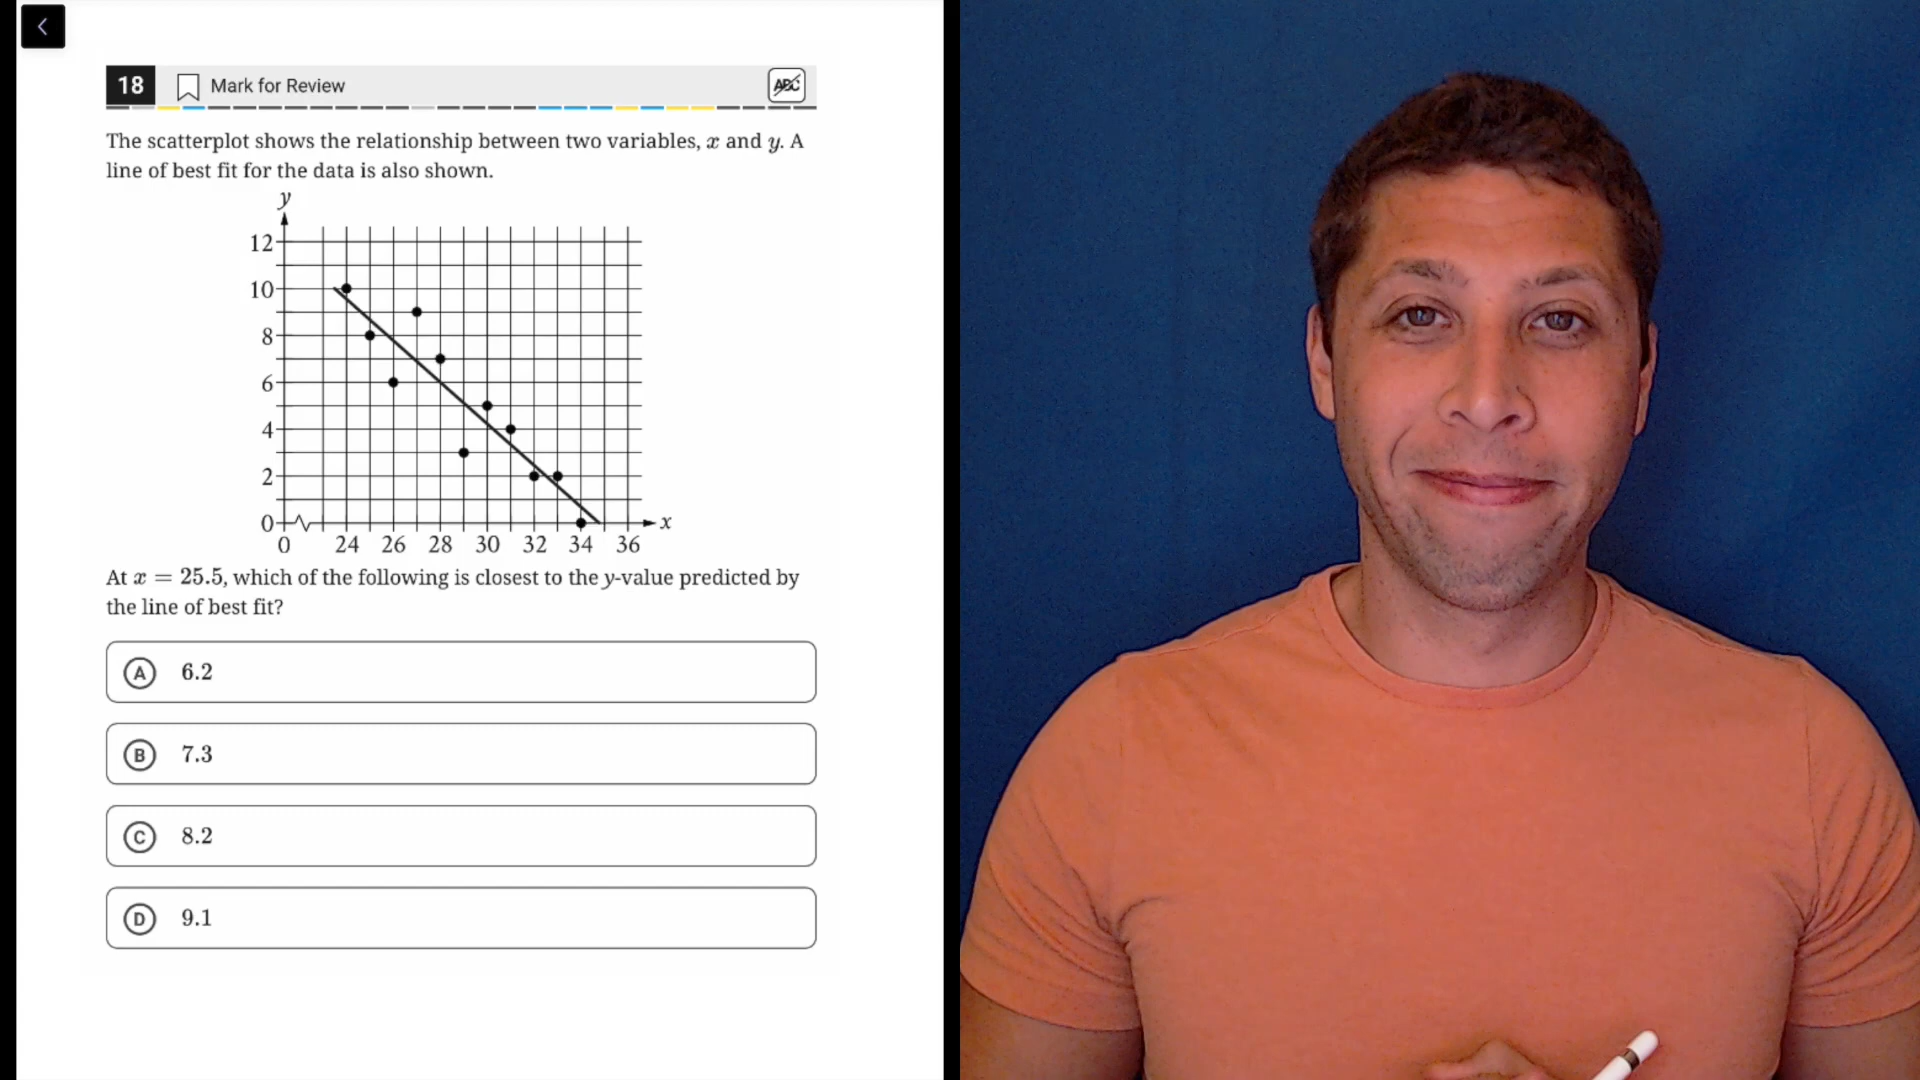 18 Mark for Review ABC
The scatterplot shows the relationship between two variables, x and y. A
line of best fit for the data is also shown.
y
12
10
8
6
4
2
0
x
0 24 26 28 30 32 34 36
At x = 25.5, which of the following is closest to the y-value predicted by
the line of best fit?
A 6.2
B 7.3
C 8.2
D 9.1